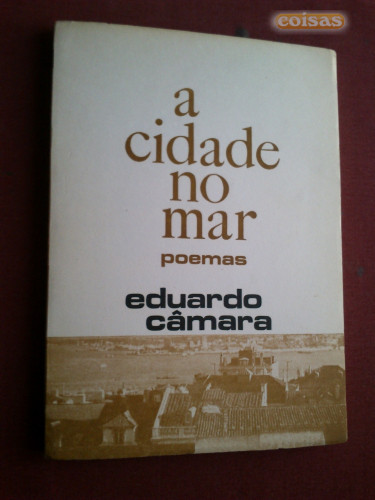 coisas
a
cidade
no
mar
poemas
eduardo
câmara